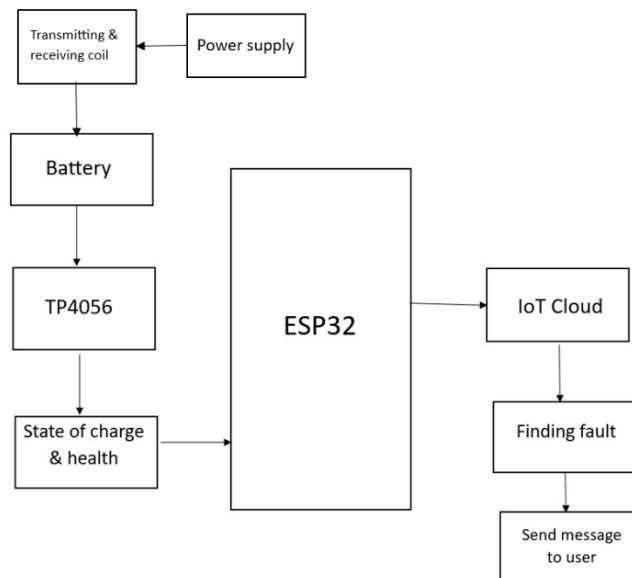 Transmitting &
receiving coil
Power supply
Battery
TP4056
State of charge
& health
ESP32
IoT Cloud
Finding fault
Send message
to user